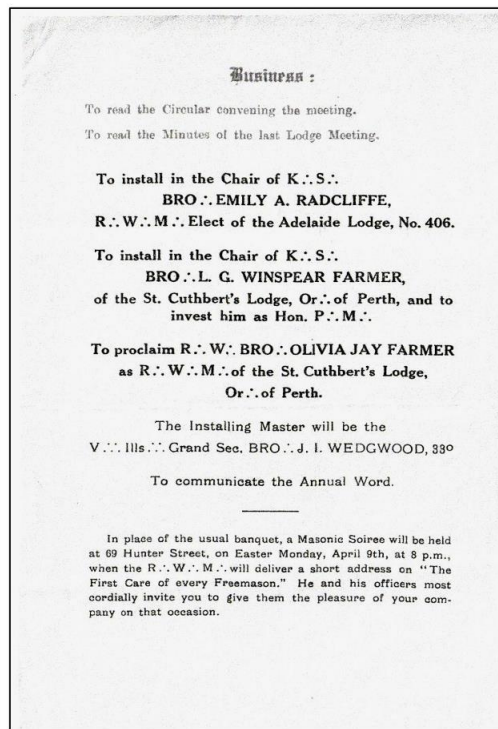 Business :
To read the Circular convening the meeting.
To read the Minutes of the last Lodge Meeting.
To install in the Chair of K∴S∴
BRO∴EMILY A. RADCLIFFE,
R∴W∴M∴Elect of the Adelaide Lodge, No. 406.
To install in the Chair of K∴S∴
BRO∴L. G. WINSPEAR FARMER,
of the St. Cuthbert's Lodge, Or∴of Perth, and to
invest him as Hon. P∴M∴
To proclaim R∴W∴BRO∴OLIVIA JAY FARMER
as R∴W∴M∴of the St. Cuthbert's Lodge,
Or∴of Perth.
The Installing Master will be the
V∴Ills∴Grand Sec. BRO∴J. I. WEDGWOOD, 33o
To communicate the Annual Word.
In place of the usual banquet, a Masonic Soiree will be held
at 69 Hunter Street, on Easter Monday, April 9th, at 8 p.m.,
when the R∴W∴M∴will deliver a short address on "The
First Care of every Freemason." He and his officers most
cordially invite you to give them the pleasure of your com-
pany on that occasion.